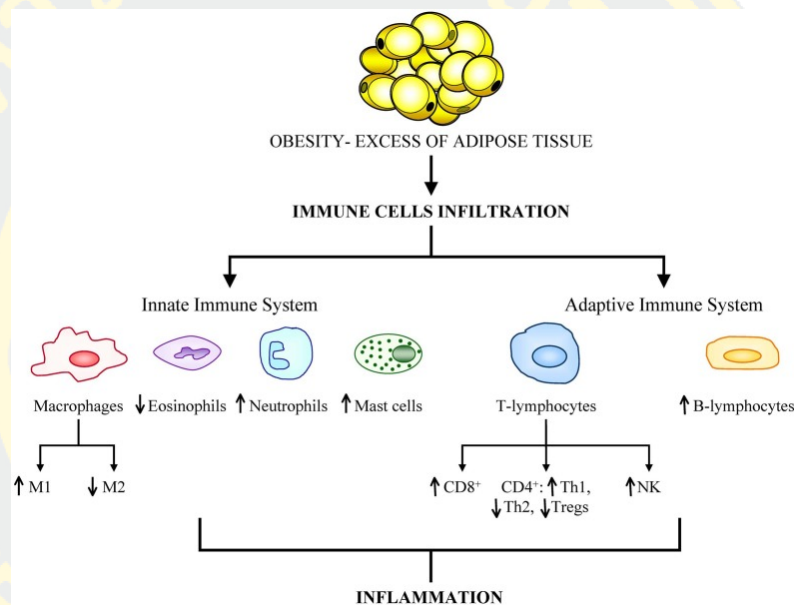 OBESITY- EXCESS OF ADIPOSE TISSUE
IMMUNE CELLS INFILTRATION
Innate Immune System
Adaptive Immune System
Macrophages ↓Eosinophils ↑Neutrophils ↑Mast cells T-lymphocytes ↑B-lymphocytes
↑M1 ↓M2 ↑CD8⁺ CD4⁺: ↑Th1, ↑NK
↓Th2, ↓Tregs
INFLAMMATION